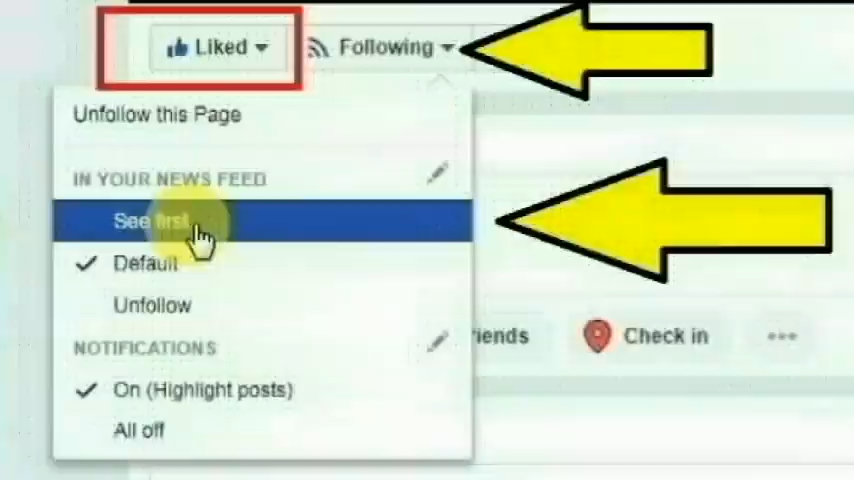 Liked Following
Unfollow this Page
IN YOUR NEWS FEED
See first
Default
Unfollow
riends Check in
NOTIFICATIONS
On (Highlight posts)
All off